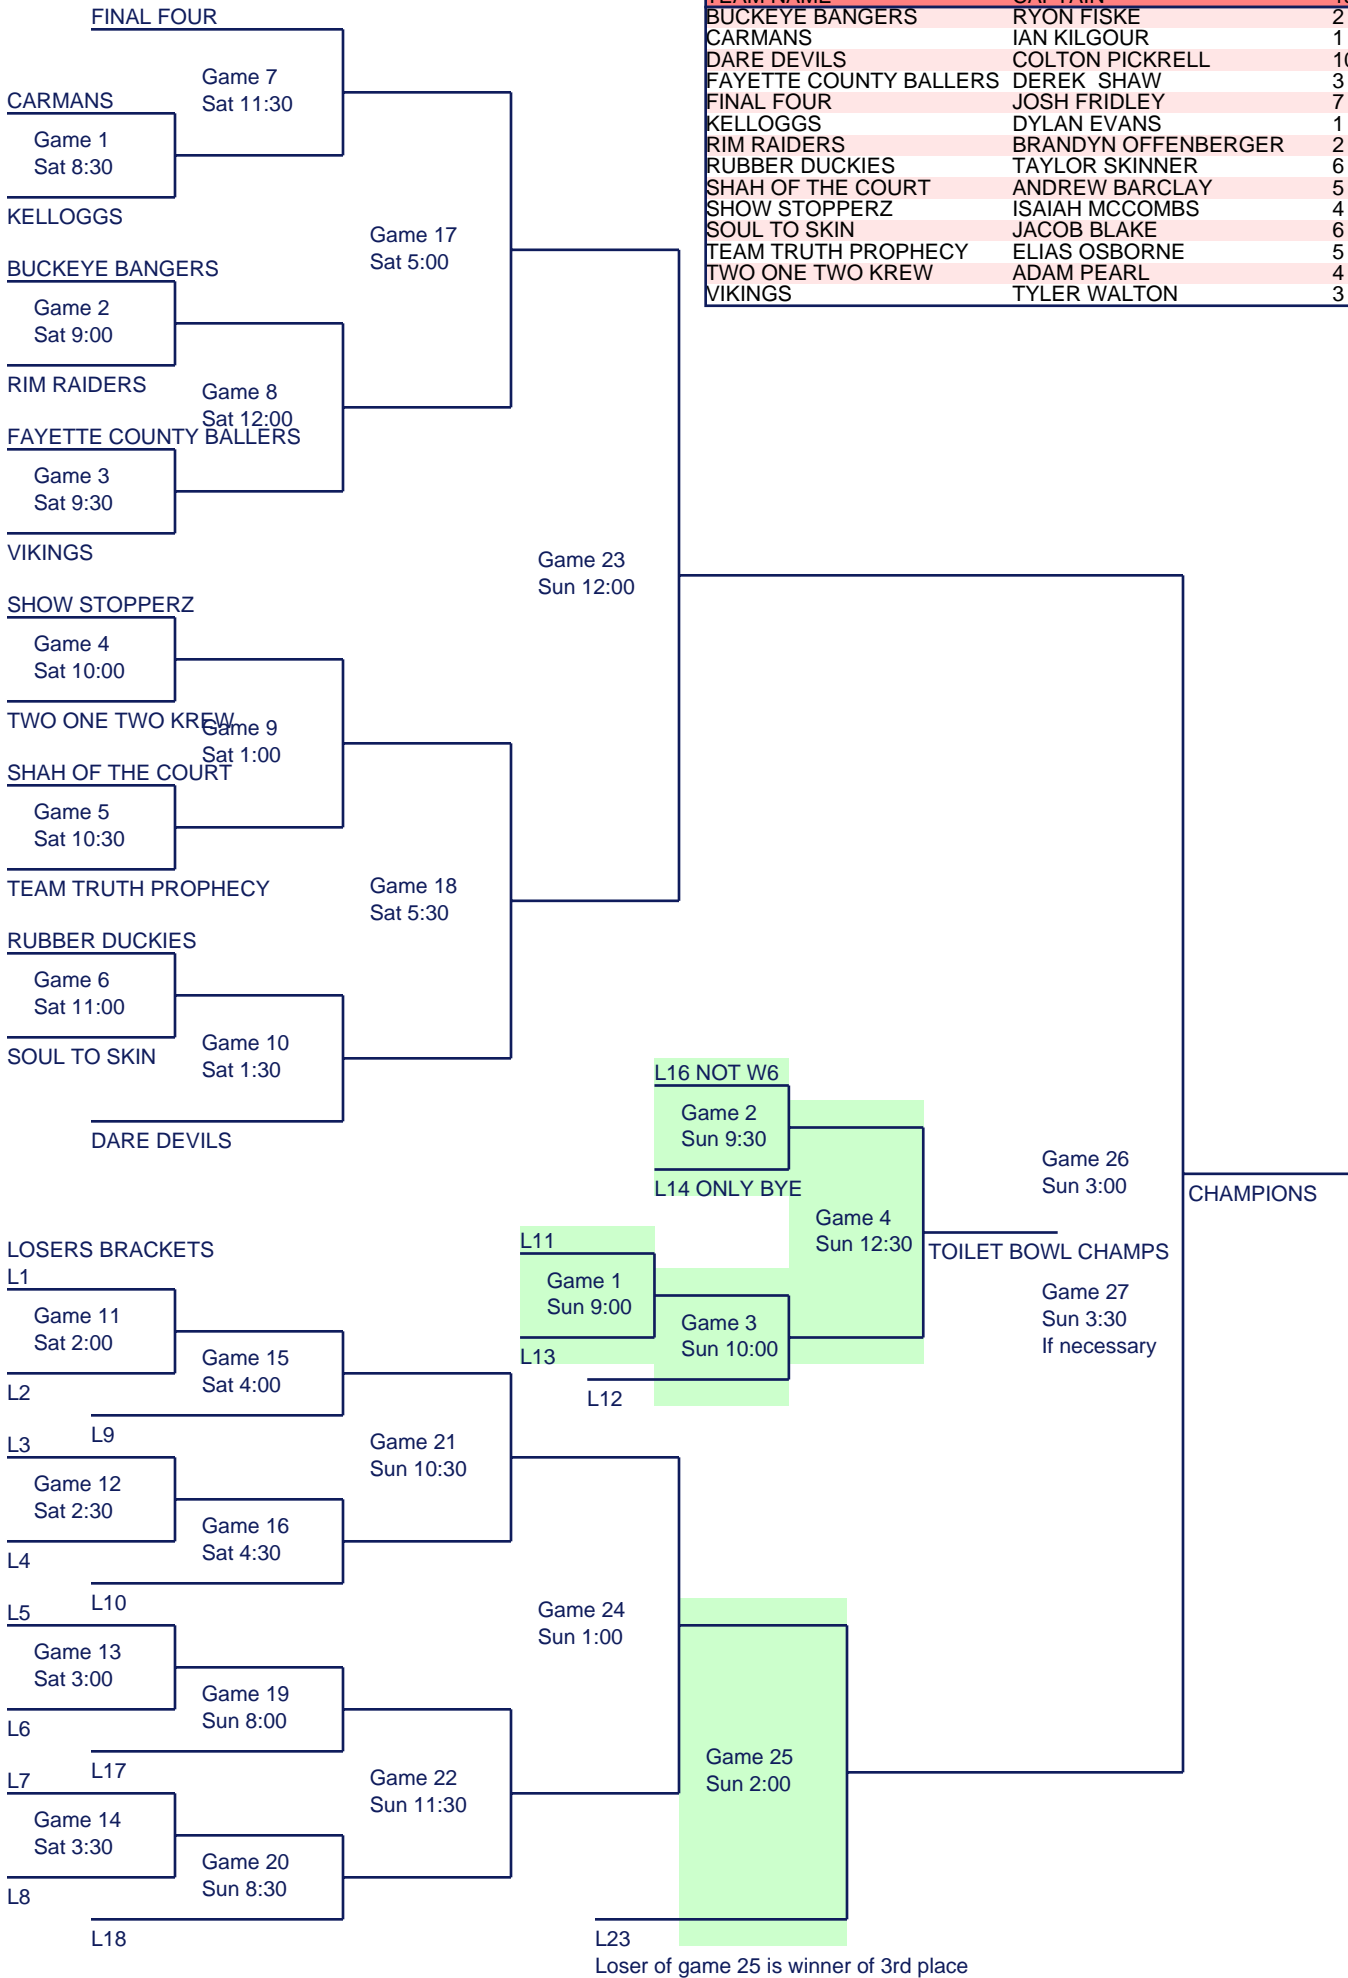 FINAL FOUR
Game 7
Sat 11:30
CARMANS
Game 1
Sat 8:30
KELLOGGS
Game 17
Sat 5:00
BUCKEYE BANGERS
Game 2
Sat 9:00
RIM RAIDERS
Game 8
Sat 12:00
FAYETTE COUNTY BALLERS
Game 3
Sat 9:30
VIKINGS
Game 23
Sun 12:00
SHOW STOPPERZ
Game 4
Sat 10:00
TWO ONE TWO KREW
Game 9
Sat 1:00
SHAH OF THE COURT
Game 5
Sat 10:30
TEAM TRUTH PROPHECY
Game 18
Sat 5:30
RUBBER DUCKIES
Game 6
Sat 11:00
SOUL TO SKIN
Game 10
Sat 1:30
DARE DEVILS
BUCKEYE BANGERS RYON FISKE 2
CARMANS IAN KILGOUR 1
DARE DEVILS COLTON PICKRELL 10
FAYETTE COUNTY BALLERS DEREK SHAW 3
FINAL FOUR JOSH FRIDLEY 7
KELLOGGS DYLAN EVANS 1
RIM RAIDERS BRANDYN OFFENBERGER 2
RUBBER DUCKIES TAYLOR SKINNER 6
SHAH OF THE COURT ANDREW BARCLAY 5
SHOW STOPPERZ ISAIAH MCCOMBS 4
SOUL TO SKIN JACOB BLAKE 6
TEAM TRUTH PROPHECY ELIAS OSBORNE 5
TWO ONE TWO KREW ADAM PEARL 4
VIKINGS TYLER WALTON 3
L16 NOT W6
Game 2
Sun 9:30
L14 ONLY BYE
Game 4
Sun 12:30
L11
Game 1
Sun 9:00
L13
Game 3
Sun 10:00
L12
TOILET BOWL CHAMPS
Game 26
Sun 3:00
CHAMPIONS
Game 27
Sun 3:30
If necessary
LOSERS BRACKETS
L1
Game 11
Sat 2:00
L2
Game 15
Sat 4:00
L9
L3
Game 12
Sat 2:30
L4
Game 16
Sat 4:30
L10
Game 21
Sun 10:30
L5
Game 13
Sat 3:00
L6
Game 19
Sun 8:00
L17
L7
Game 14
Sat 3:30
L8
Game 20
Sun 8:30
L18
Game 22
Sun 11:30
Game 24
Sun 1:00
Game 25
Sun 2:00
L23
Loser of game 25 is winner of 3rd place